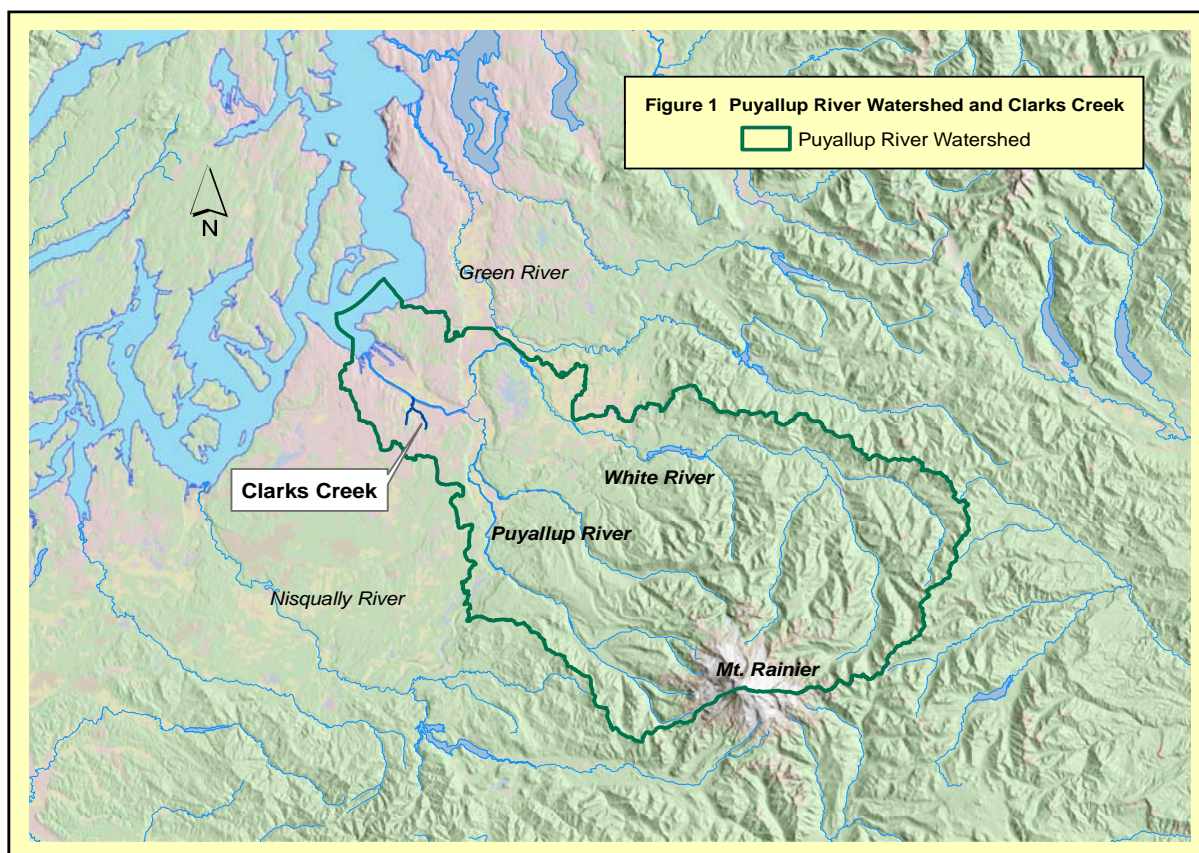 Figure 1 Puyallup River Watershed and Clarks Creek
Puyallup River Watershed
N
Green River
Clarks Creek
White River
Puyallup River
Nisqually River
Mt. Rainier